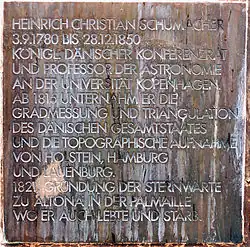 HEINRICH CHRISTIAN SCHUMACHER
3.9.1780 BIS 28.12.1850
KÖNIGL. DÄNISCHER KONFERENZRAT
UND PROFESSOR DER ASTRONOMIE
AN DER UNIVERSITÄT KOPENHAGEN.
AB 1815 UNTERNAHM ER DIE
GRADMESSUNG UND TRIANGULATION
DES DÄNISCHEN GESAMTSTAATES
UND DIE TOPOGRAPHISCHE AUFNAHME
VON HOLSTEIN, HAMBURG
UND LAUENBURG.
GRÜNDUNG DER STERNWARTE
ZU ALTONA IN DER PALMAILLE
WO ER AUCH LEBTE UND STARB.